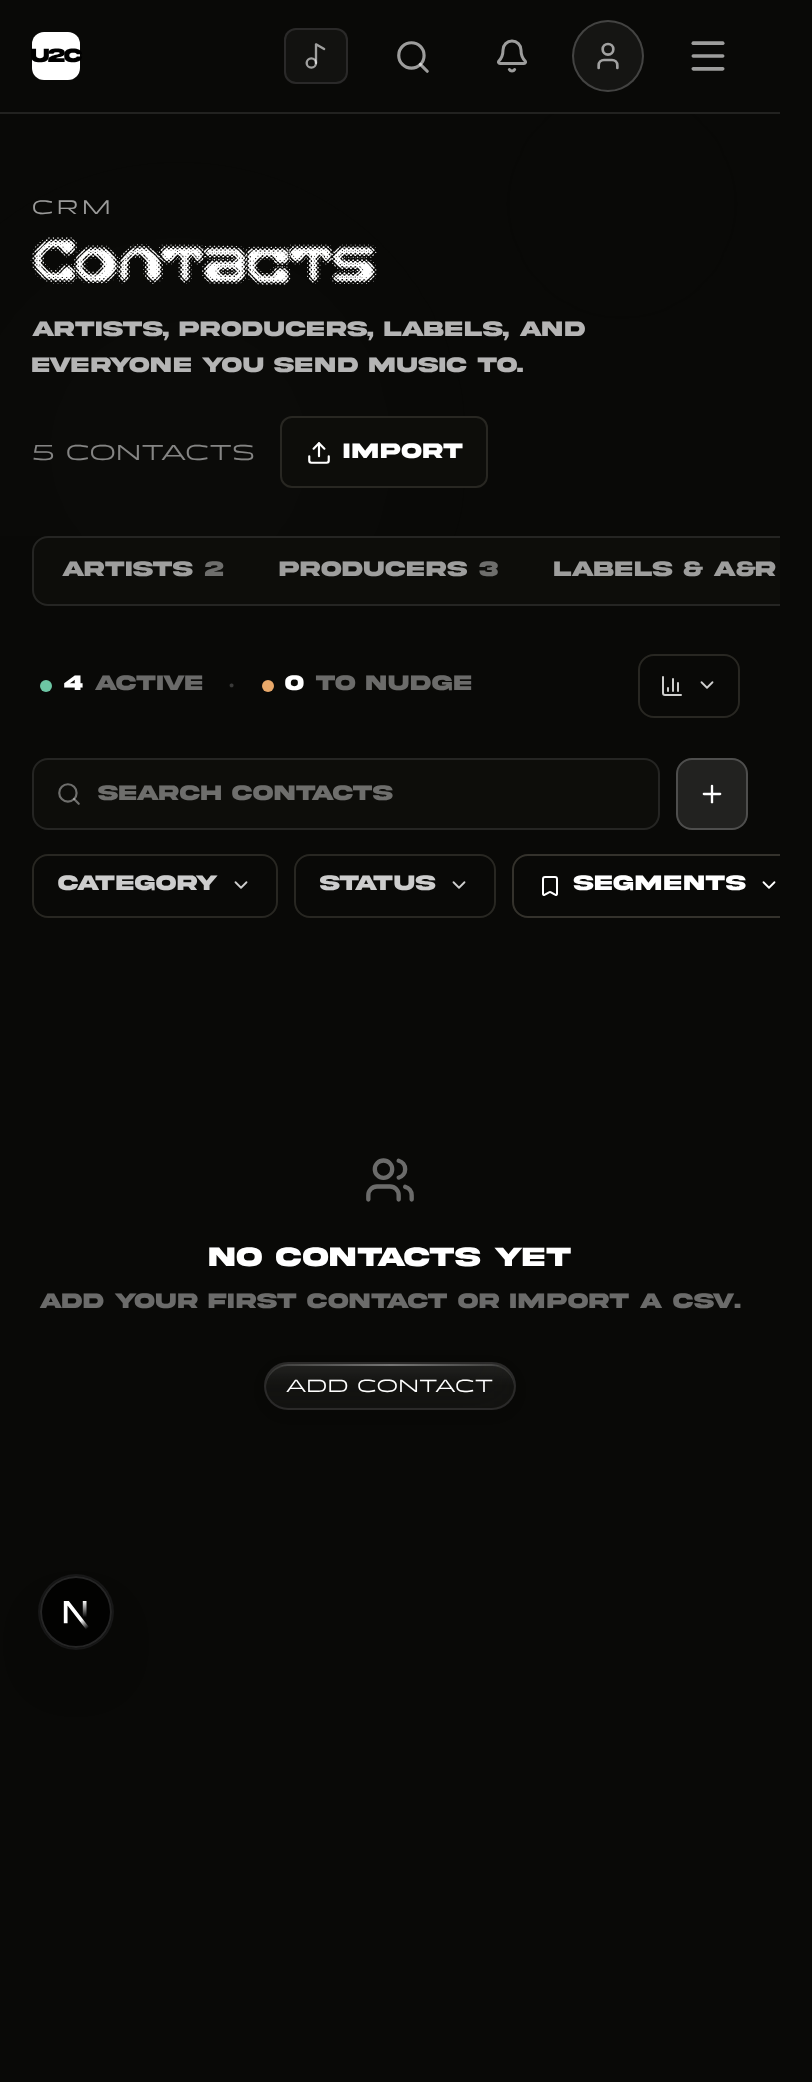 U2C
CRM
Contacts
ARTISTS, PRODUCERS, LABELS, AND
EVERYONE YOU SEND MUSIC TO.
5 CONTACTS
IMPORT
ARTISTS 2 PRODUCERS 3 LABELS & A&R
4 ACTIVE · 0 TO NUDGE
SEARCH CONTACTS
CATEGORY STATUS SEGMENTS
NO CONTACTS YET
ADD YOUR FIRST CONTACT OR IMPORT A CSV.
ADD CONTACT
N